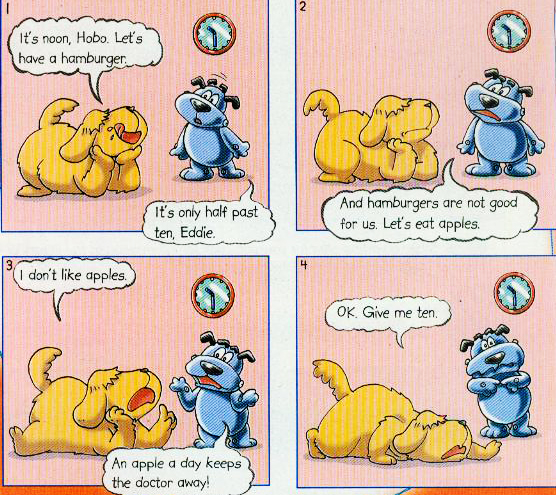 1
It's noon, Hobo. Let's
have a hamburger.
It's only half past
ten, Eddie.
2
And hamburgers are not good
for us. Let's eat apples.
3
I don't like apples.
An apple a day keeps
the doctor away!
4
OK. Give me ten.